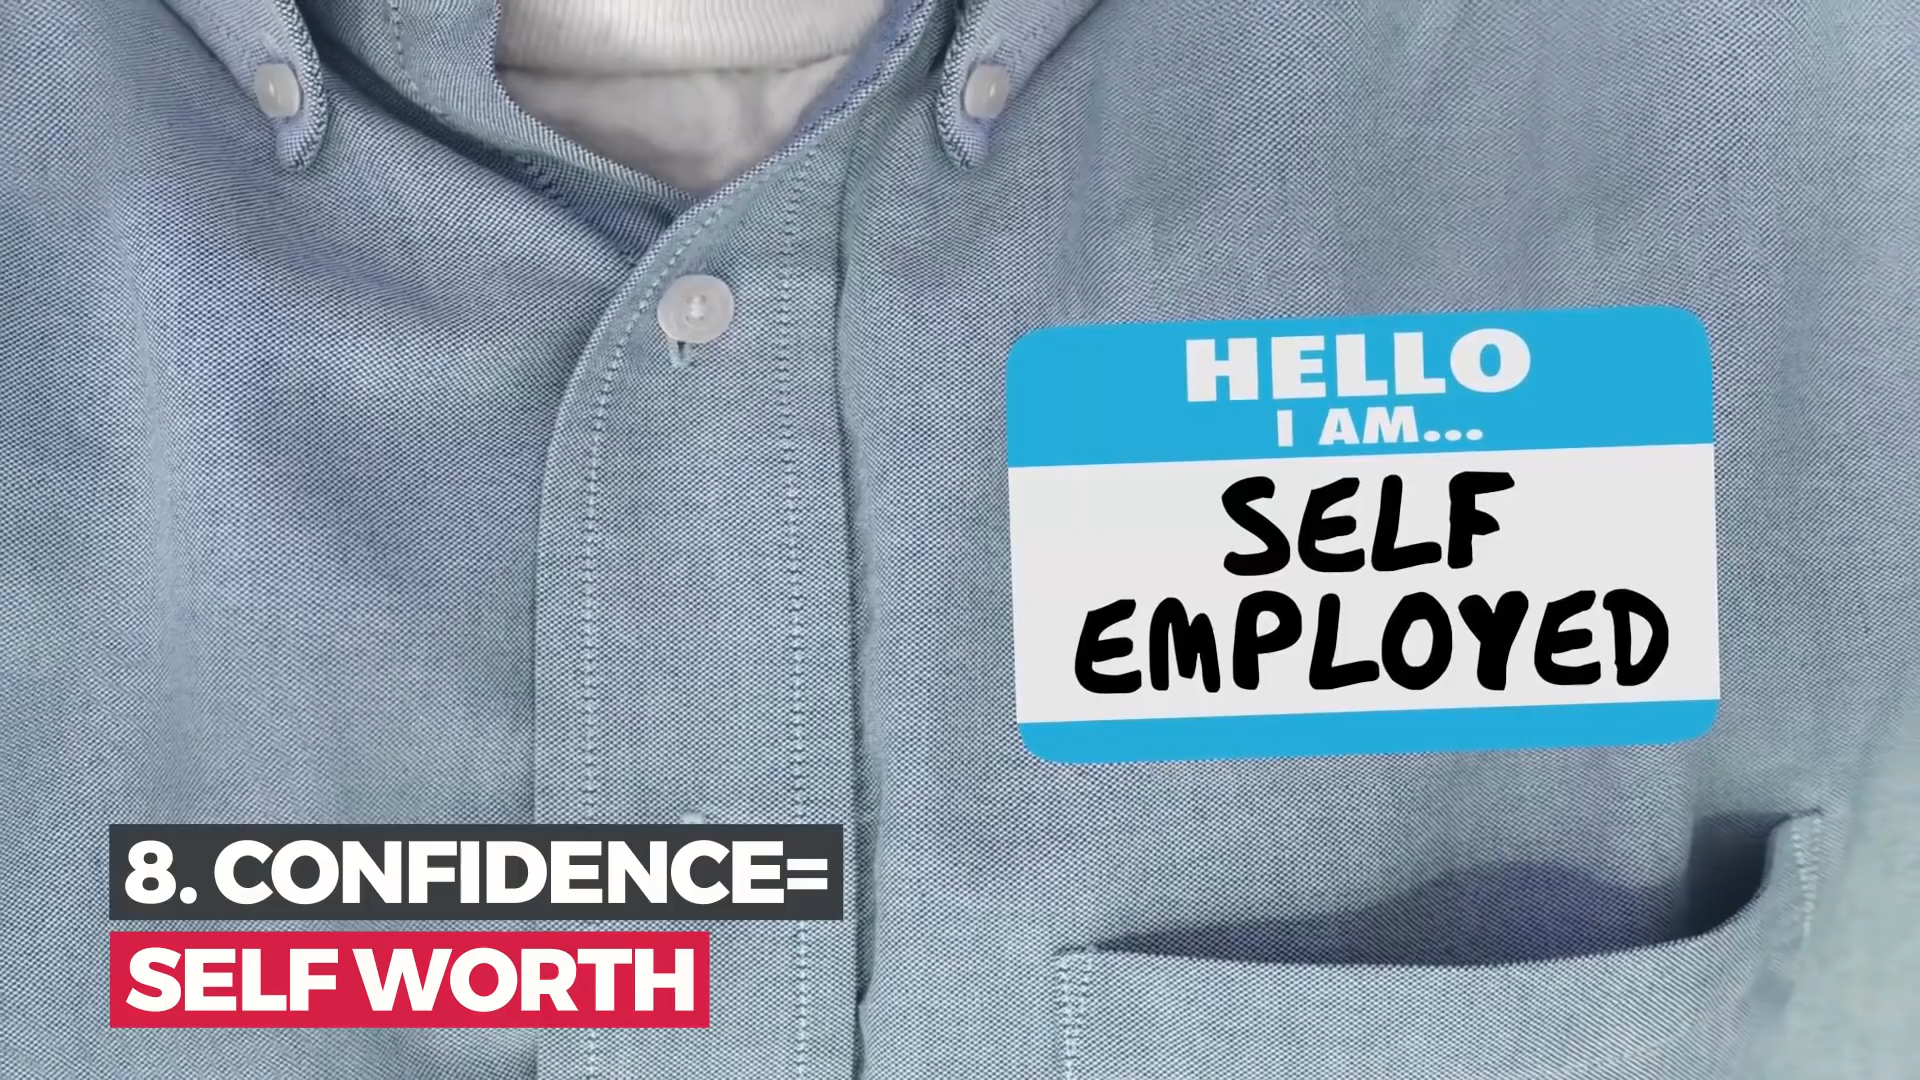 HELLO
I AM...
SELF
EMPLOYED
8. CONFIDENCE=
SELF WORTH